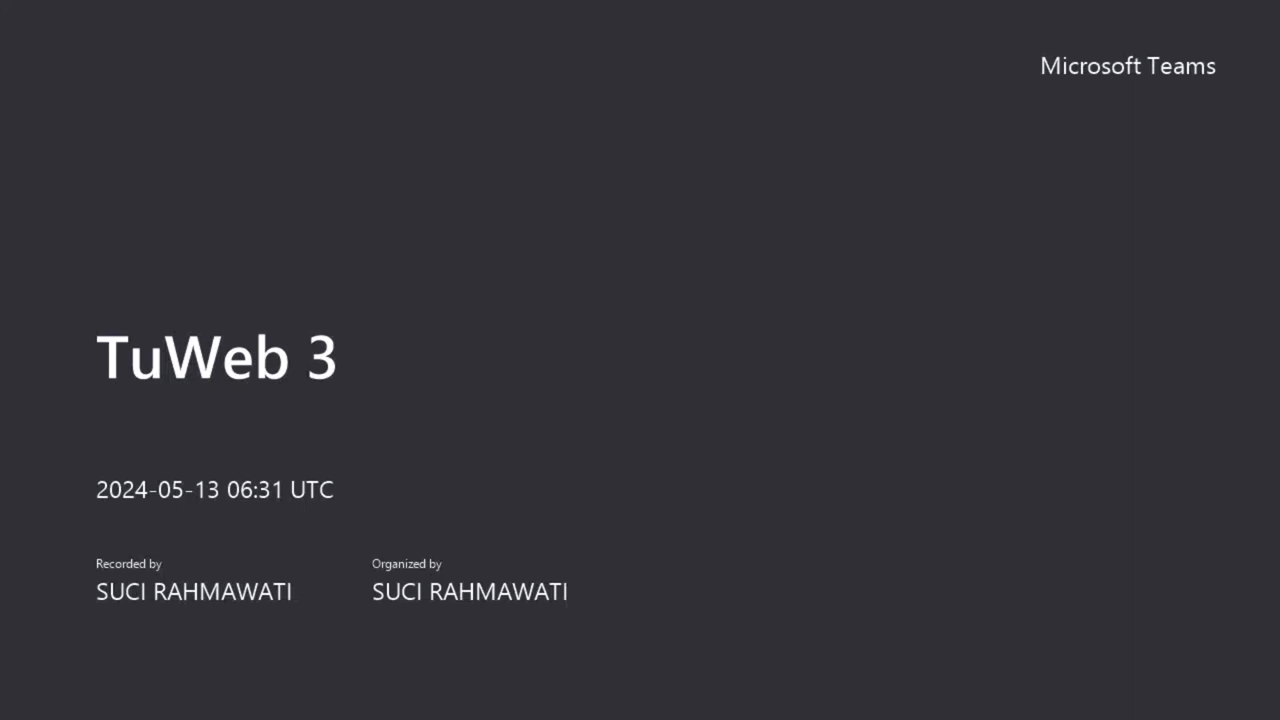 Microsoft Teams
TuWeb 3
2024-05-13 06:31 UTC
Recorded by
SUCI RAHMAWATI
Organized by
SUCI RAHMAWATI